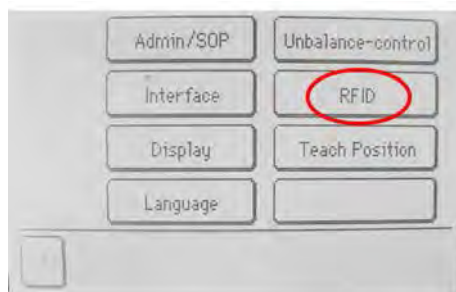 Admin/SOP
Unbalance-control
Interface
RFID
Display
Teach Position
Language